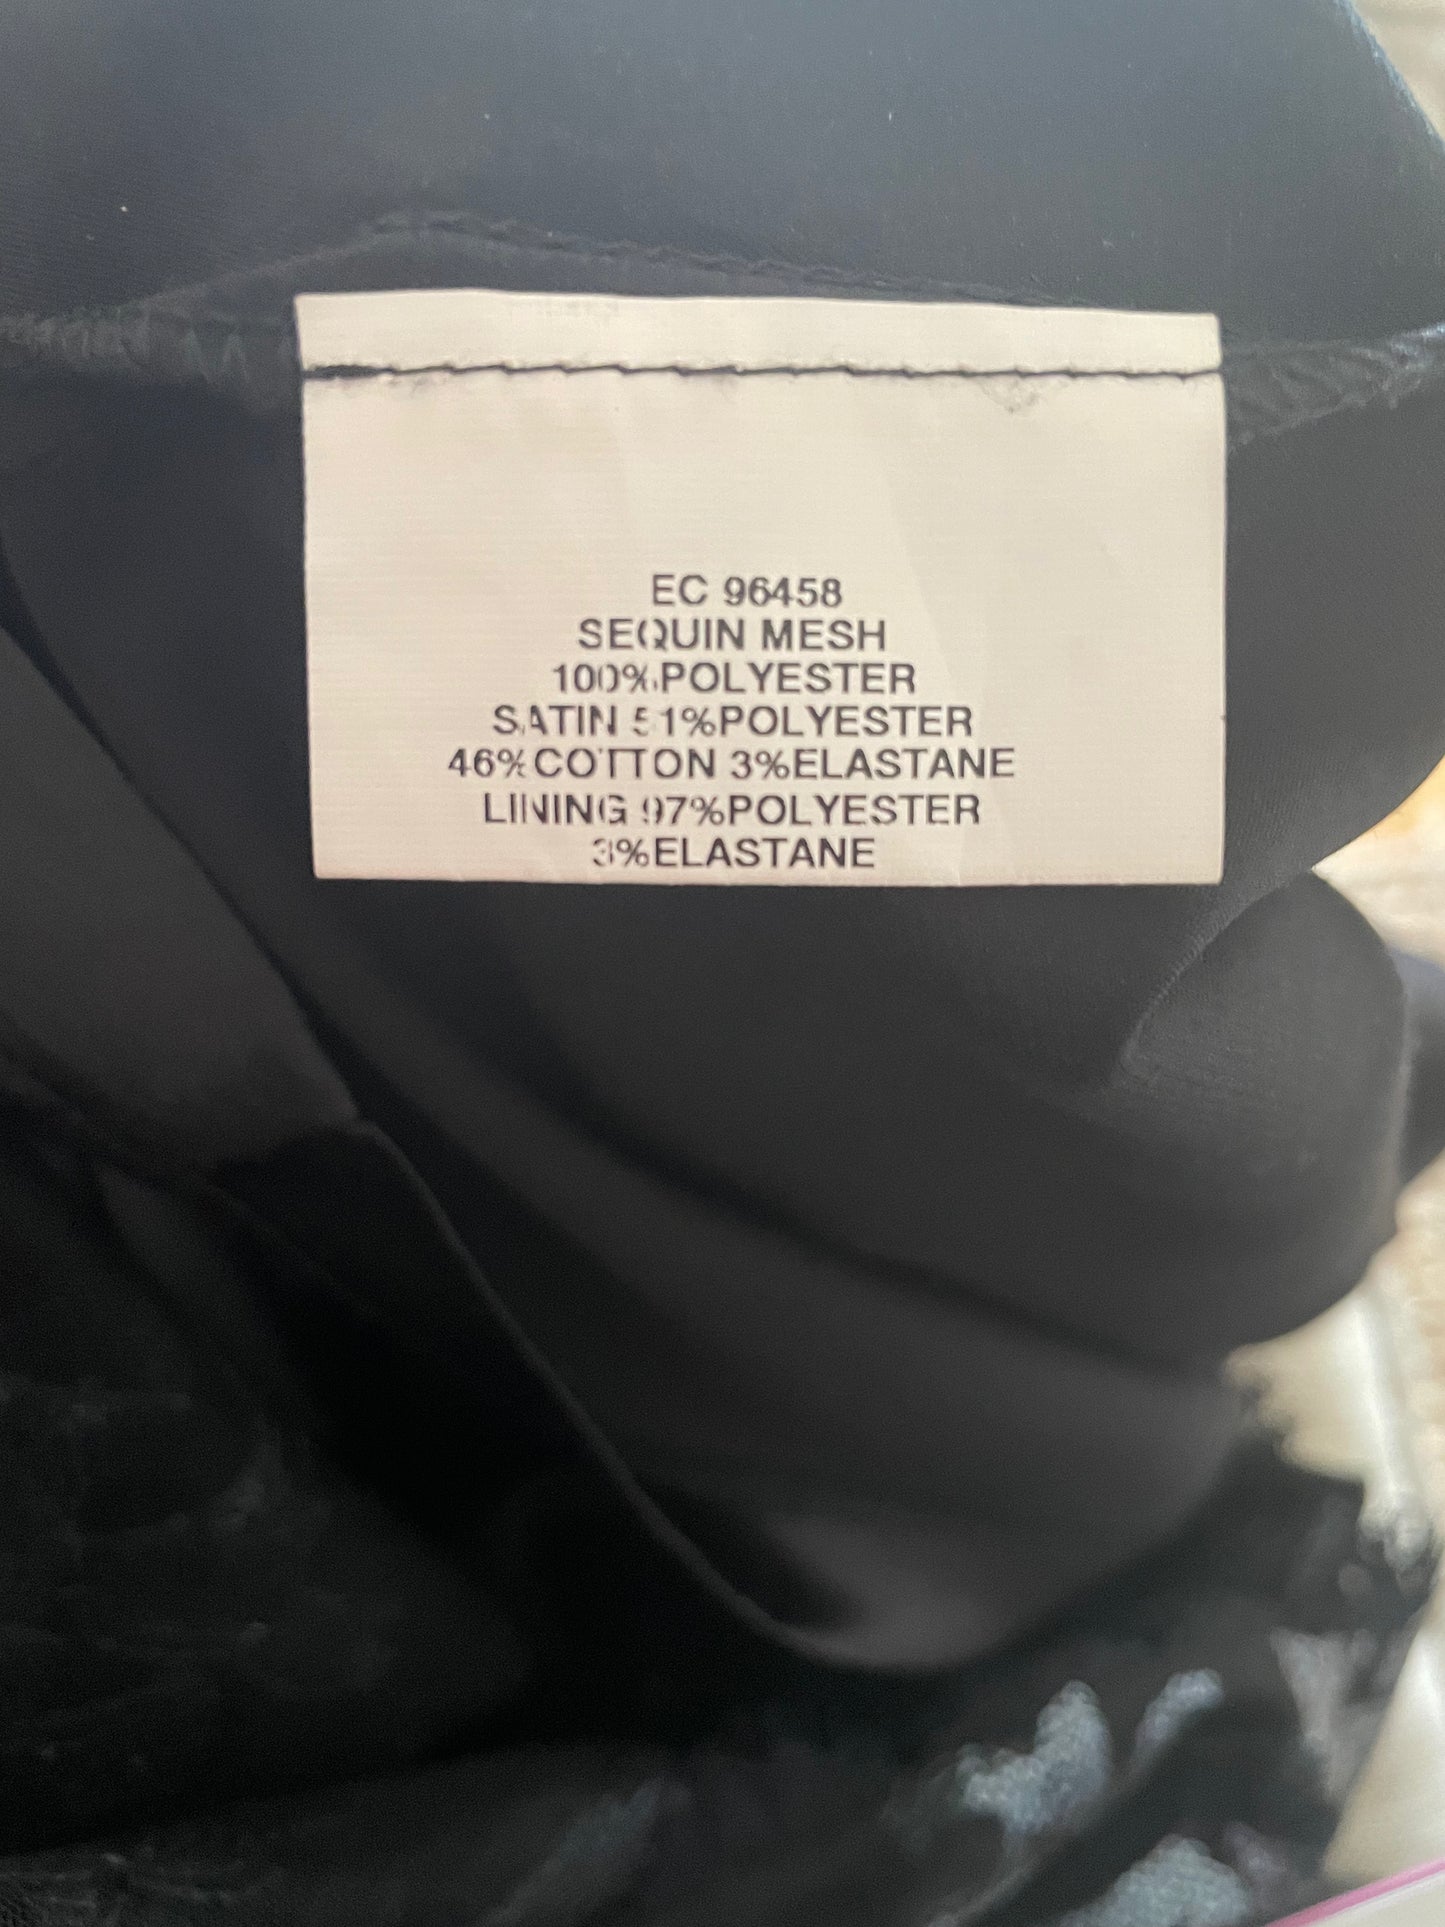 EC 96458
SEQUIN MESH
100%POLYESTER
SATIN 51%POLYESTER
46%COTTON 3%ELASTANE
LINING 97%POLYESTER
3%ELASTANE